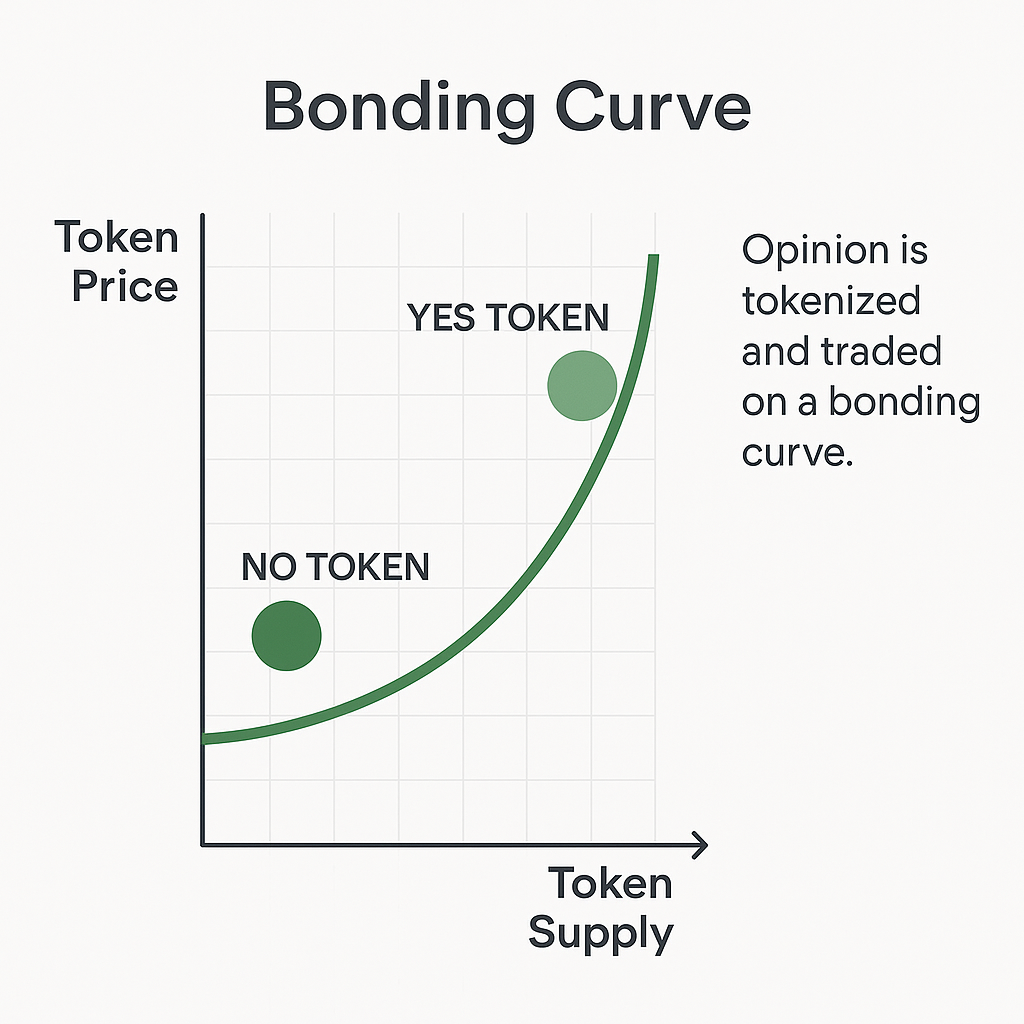 Bonding Curve
Token
Price
YES TOKEN
NO TOKEN
Opinion is
tokenized
and traded
on a bonding
curve.
Token
Supply